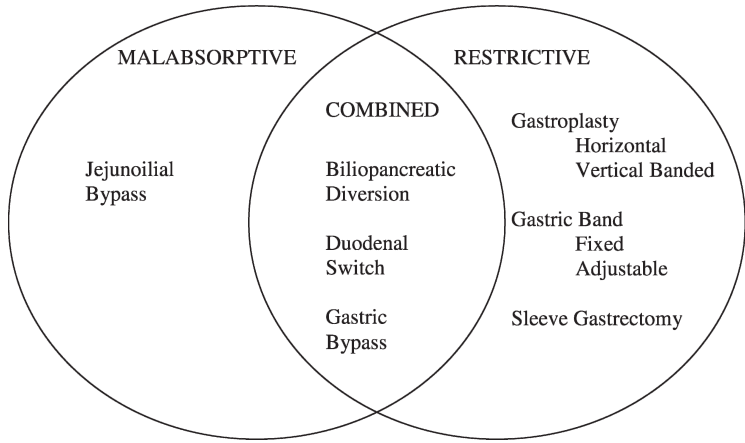 MALABSORPTIVE
Jejunoilial
Bypass
COMBINED
Biliopancreatic
Diversion
Duodenal
Switch
Gastric
Bypass
RESTRICTIVE
Gastroplasty
Horizontal
Vertical Banded
Gastric Band
Fixed
Adjustable
Sleeve Gastrectomy